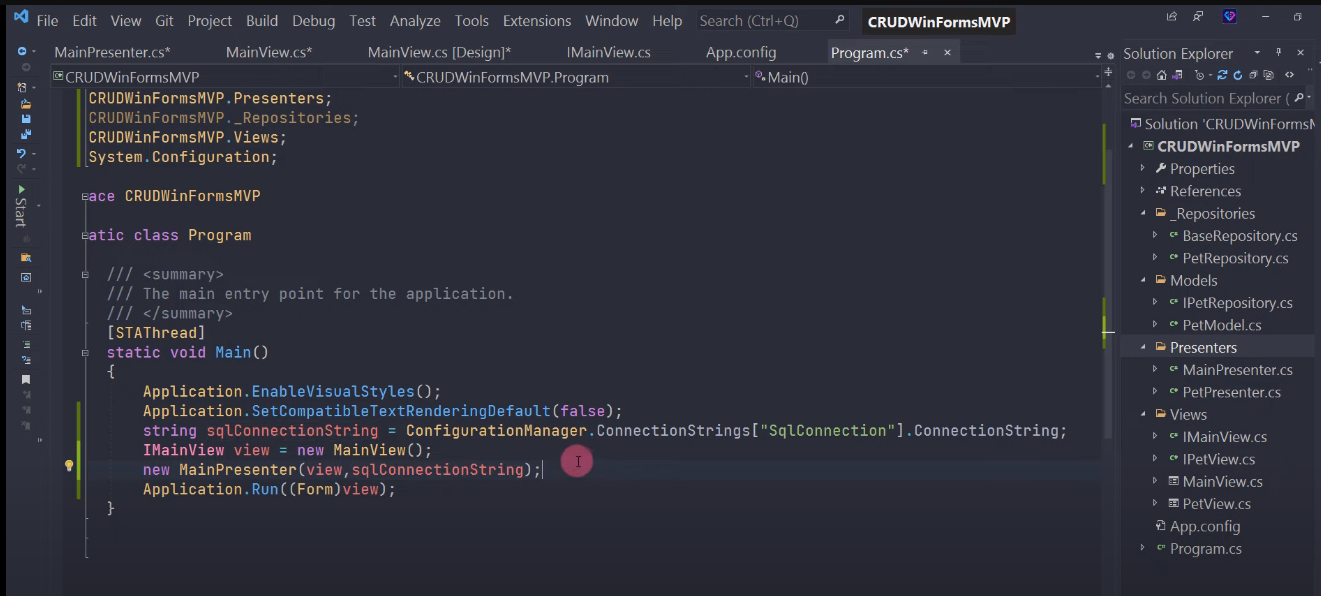 File Edit View Git Project Build Debug Test Analyze Tools Extensions Window Help Search (Ctrl+Q) CRUDWinFormsMVP
MainPresenter.cs* MainView.cs* MainView.cs [Design]* IMainView.cs App.config Program.cs*
CRUDWinFormsMVP CRUDWinFormsMVP.Program Main()
CRUDWinFormsMVP.Presenters;
CRUDWinFormsMVP._Repositories;
CRUDWinFormsMVP.Views;
System.Configuration;
ace CRUDWinFormsMVP
atic class Program
/// <summary>
/// The main entry point for the application.
/// </summary>
[STAThread]
static void Main()
{
Application.EnableVisualStyles();
Application.SetCompatibleTextRenderingDefault(false);
string sqlConnectionString = ConfigurationManager.ConnectionStrings["SqlConnection"].ConnectionString;
IMainView view = new MainView();
new MainPresenter(view,sqlConnectionString);
Application.Run((Form)view);
}
Start
Solution Explorer
Search Solution Explorer (
Solution 'CRUDWinFormsM
CRUDWinFormsMVP
Properties
References
_Repositories
BaseRepository.cs
PetRepository.cs
Models
IPetRepository.cs
PetModel.cs
Presenters
MainPresenter.cs
PetPresenter.cs
Views
IMainView.cs
IPetView.cs
MainView.cs
PetView.cs
App.config
Program.cs